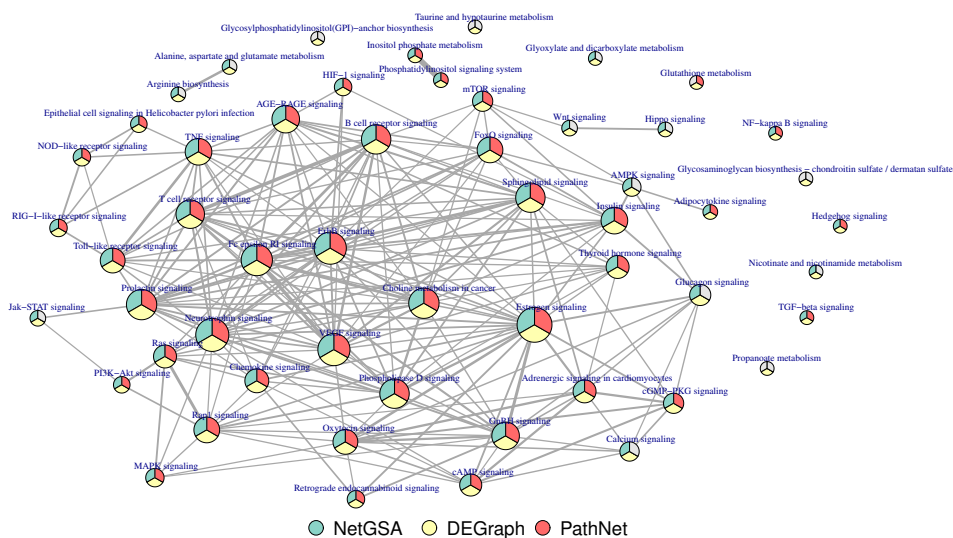 Taurine and hypotaurine metabolism
Glycosylphosphatidylinositol(GPI)−anchor biosynthesis
Inositol phosphate metabolism
Glyoxylate and dicarboxylate metabolism
Alanine, aspartate and glutamate metabolism
Phosphatidylinositol signaling system
HIF−1 signaling
Glutathione metabolism
Arginine biosynthesis
mTOR signaling
AGE−RAGE signaling
Epithelial cell signaling in Helicobacter pylori infection
B cell receptor signaling
Wnt signaling
Hippo signaling
NF−kappa B signaling
TNF signaling
FoxO signaling
NOD−like receptor signaling
Glycosaminoglycan biosynthesis − chondroitin sulfate / dermatan sulfate
AMPK signaling
Sphingolipid signaling
T cell receptor signaling
Insulin signaling
Adipocytokine signaling
RIG−I−like receptor signaling
Hedgehog signaling
ErbB signaling
Toll−like receptor signaling
Fc epsilon RI signaling
Thyroid hormone signaling
Nicotinate and nicotinamide metabolism
Glucagon signaling
Prolactin signaling
Choline metabolism in cancer
Jak−STAT signaling
Estrogen signaling
TGF−beta signaling
Neurotrophin signaling
VEGF signaling
Ras signaling
Propanoate metabolism
Chemokine signaling
PI3K−Akt signaling
Phospholipase D signaling
Adrenergic signaling in cardiomyocytes
cGMP−PKG signaling
Rap1 signaling
Oxytocin signaling
GnRH signaling
Calcium signaling
MAPK signaling
cAMP signaling
Retrograde endocannabinoid signaling
NetGSA DEGraph PathNet